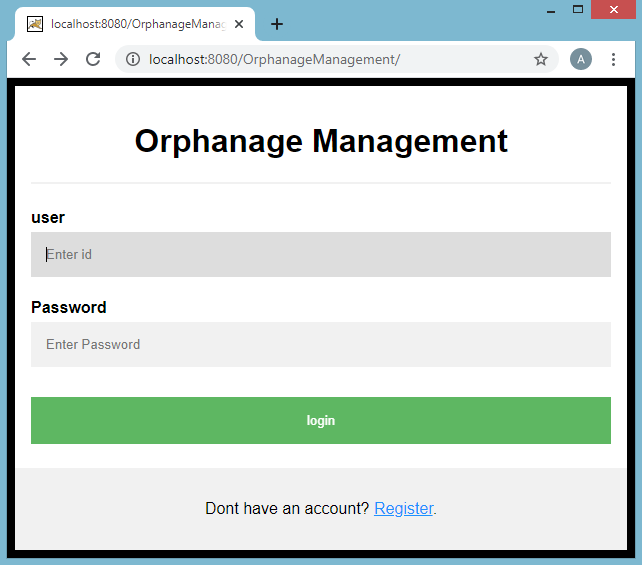 localhost:8080/OrphanageManag
localhost:8080/OrphanageManagement/
A
Orphanage Management
user
Enter id
Password
Enter Password
login
Dont have an account? Register.